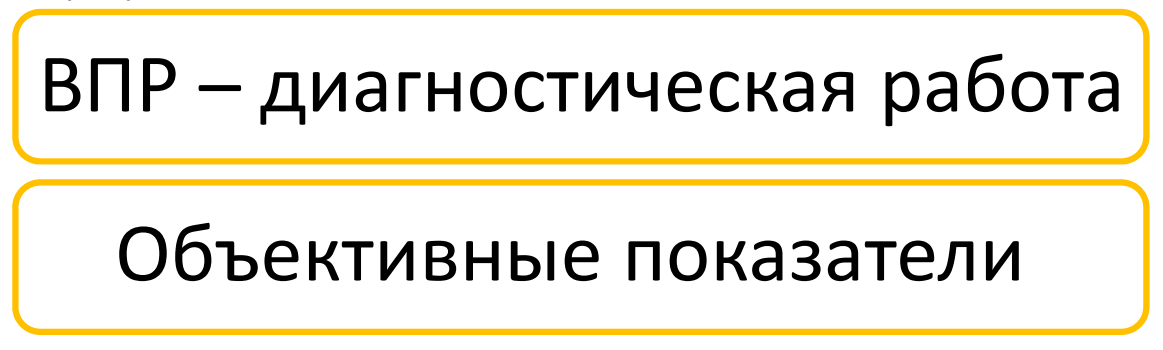 ВПР – диагностическая работа
Объективные показатели